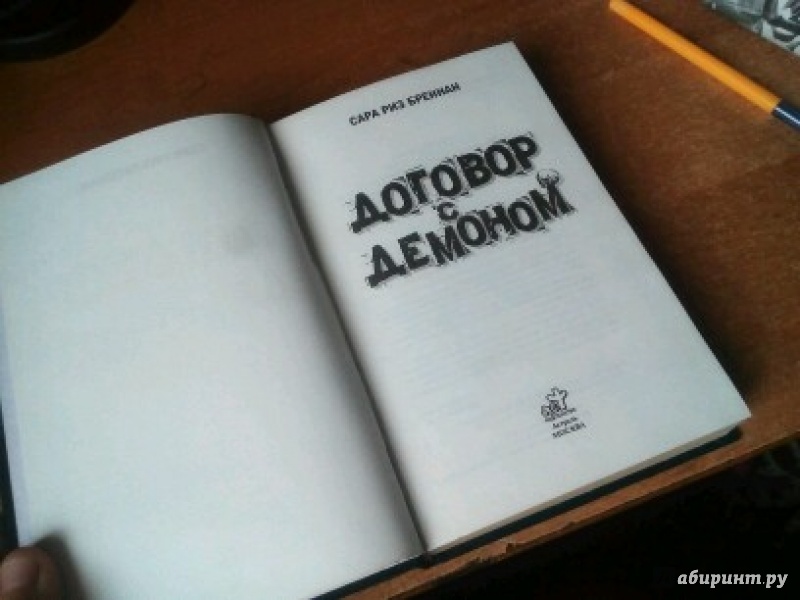 САРА РИЗ БРЕННАН
ДОГОВОР
С
ДЕМОНОМ
Астрель
МОСКВА
абиринт.ру